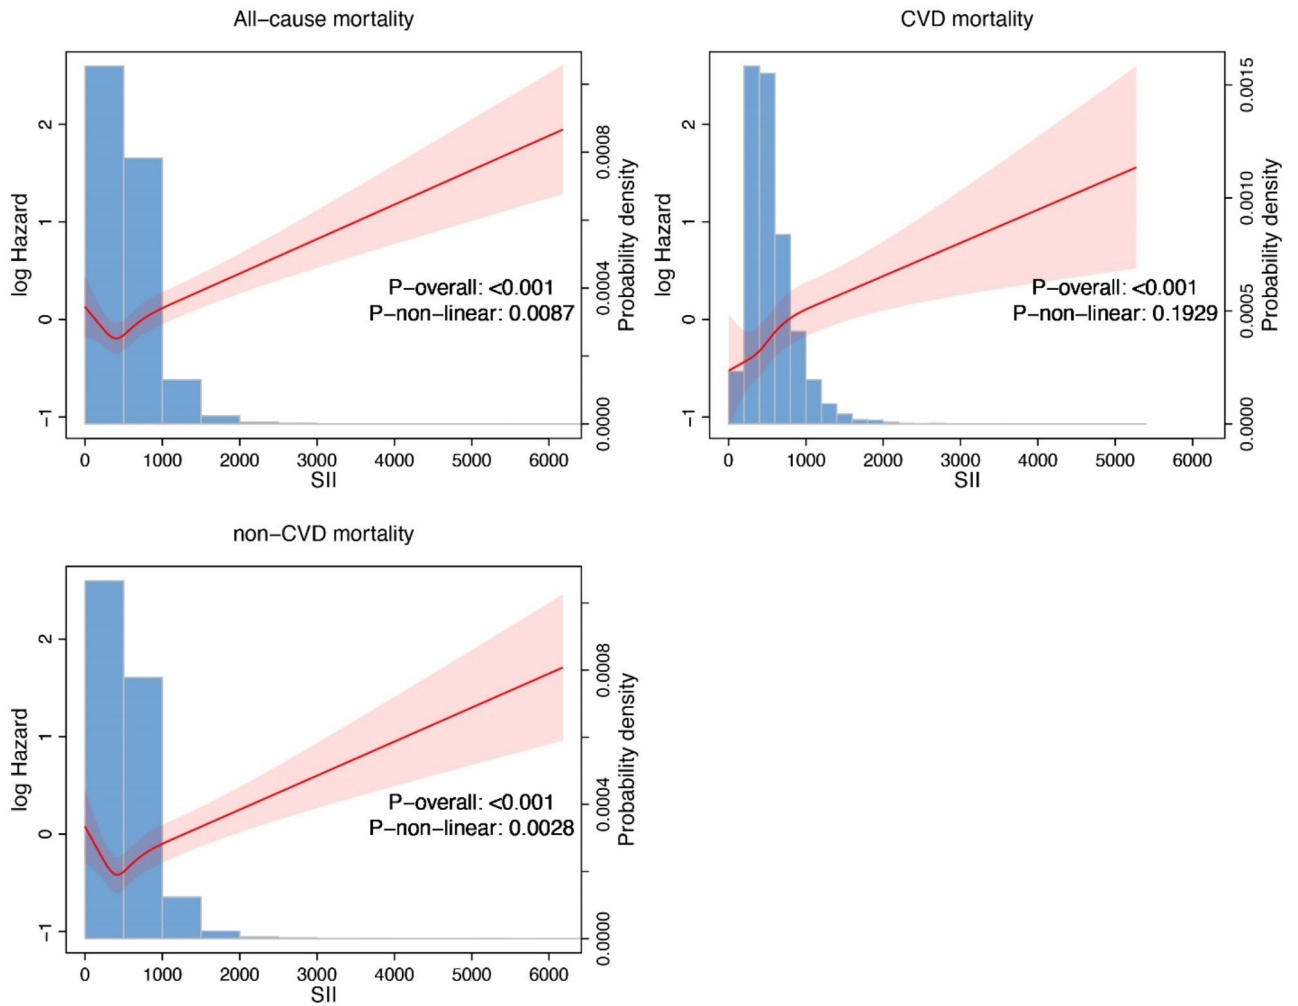 All−cause mortality
log Hazard
2
1
0
−1
P−overall: <0.001
P−non−linear: 0.0087
0.0008
0.0004
0.0000
Probability density
0 1000 2000 3000 4000 5000 6000
SII
CVD mortality
log Hazard
2
1
0
−1
P−overall: <0.001
P−non−linear: 0.1929
0.0015
0.0010
0.0005
0.0000
Probability density
0 1000 2000 3000 4000 5000 6000
SII
non−CVD mortality
log Hazard
2
1
0
−1
P−overall: <0.001
P−non−linear: 0.0028
0.0008
0.0004
0.0000
Probability density
0 1000 2000 3000 4000 5000 6000
SII